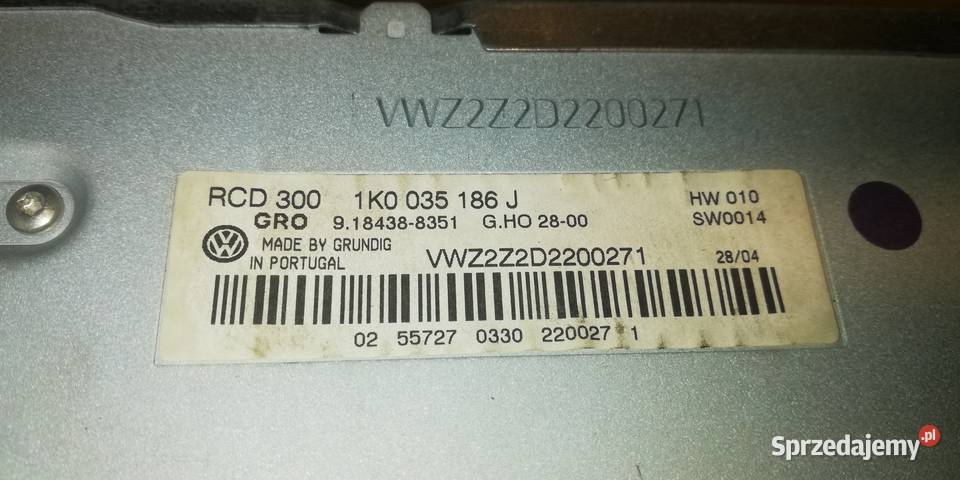 VWZ2Z2D2200271
RCD 300 1K0 035 186 J HW 010
GRO 9.18438-8351 G.HO 28-00 SW0014
MADE BY GRUNDIG
IN PORTUGAL VWZ2Z2D2200271 28/04
02 55727 0330 220027 1
Sprzedajemy.pl